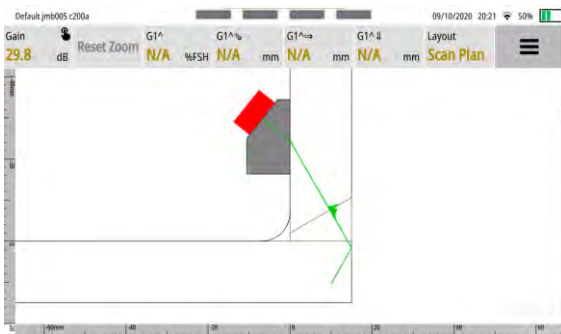 Default jmb005 c200a 09/10/2020 20:21 50%
Gain G1^ G1^⇘ G1^⇒ G1^⇓ Layout
29.8 dB Reset Zoom N/A %FSH N/A mm N/A mm N/A mm Scan Plan
-60mm -40 -20 0 20 40 60